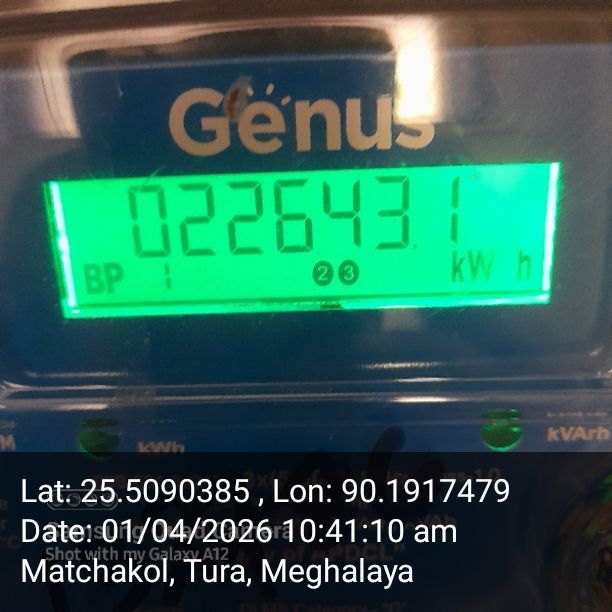 Genus
022643.1
BP 1 2 3 kW h
kWh
kVArh
Lat: 25.5090385 , Lon: 90.1917479
Date: 01/04/2026 10:41:10 am
Shot with my Galaxy A12
Matchakol, Tura, Meghalaya